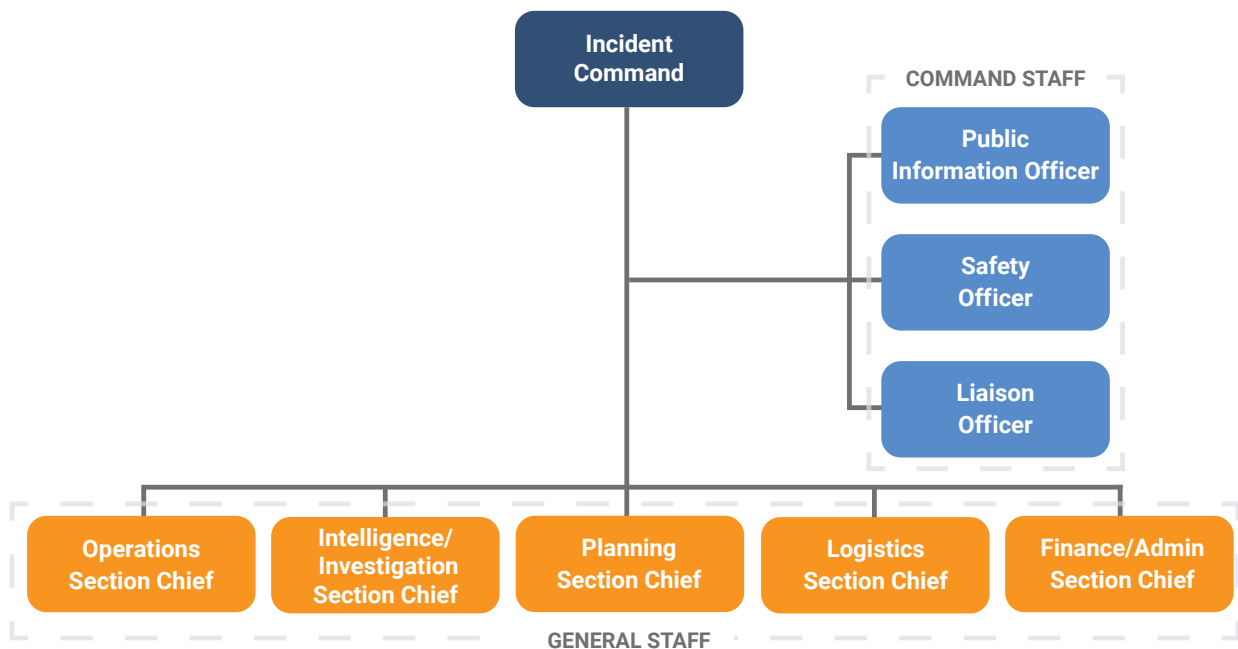 Incident
Command
COMMAND STAFF
Public
Information Officer
Safety
Officer
Liaison
Officer
Operations
Section Chief
Intelligence/
Investigation
Section Chief
Planning
Section Chief
Logistics
Section Chief
Finance/Admin
Section Chief
GENERAL STAFF